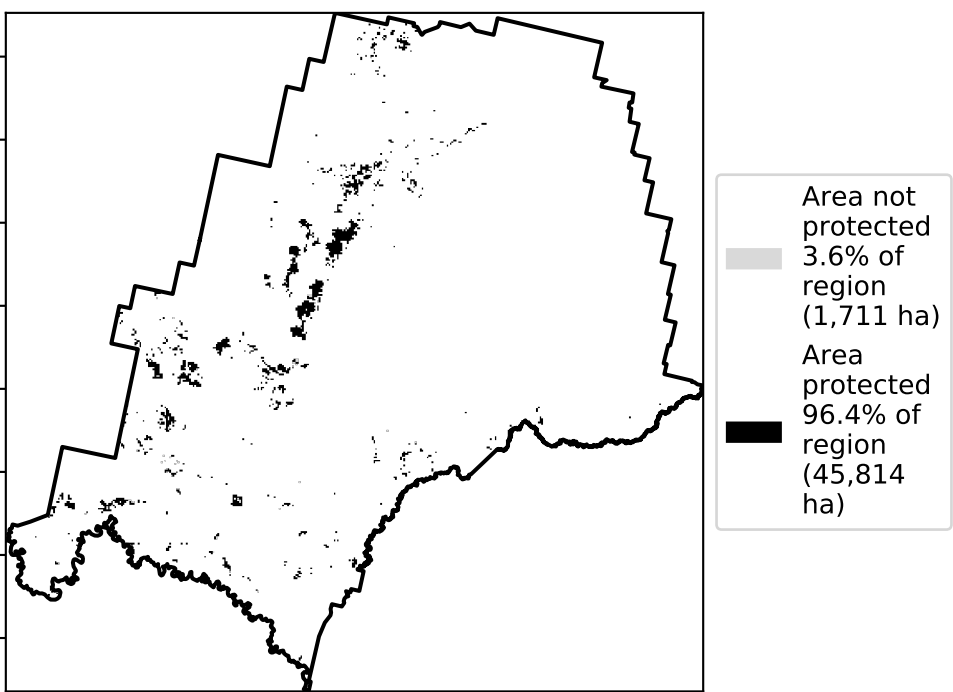 Area not
protected
3.6% of
region
(1,711 ha)
Area
protected
96.4% of
region
(45,814
ha)